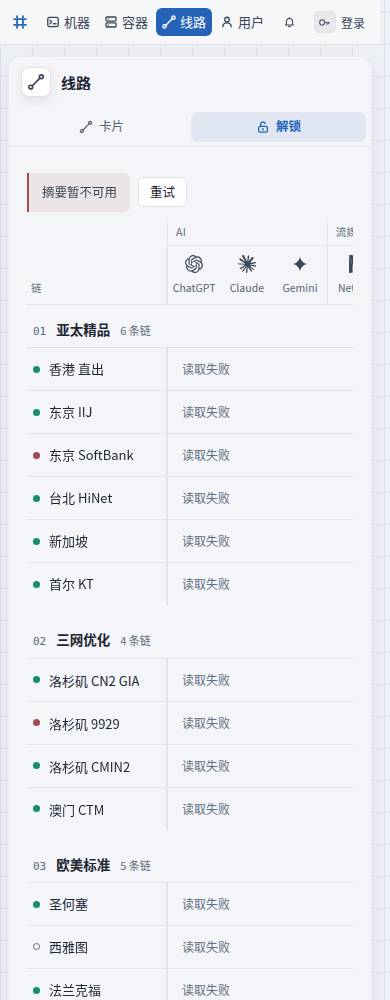 机器 容器 线路 用户 登录
线路
卡片 解锁
摘要暂不可用 重试
AI 流媒
链 ChatGPT Claude Gemini Net
01 亚太精品 6 条链
香港 直出 读取失败
东京 IIJ 读取失败
东京 SoftBank 读取失败
台北 HiNet 读取失败
新加坡 读取失败
首尔 KT 读取失败
02 三网优化 4 条链
洛杉矶 CN2 GIA 读取失败
洛杉矶 9929 读取失败
洛杉矶 CMIN2 读取失败
澳门 CTM 读取失败
03 欧美标准 5 条链
圣何塞 读取失败
西雅图 读取失败
法兰克福 读取失败